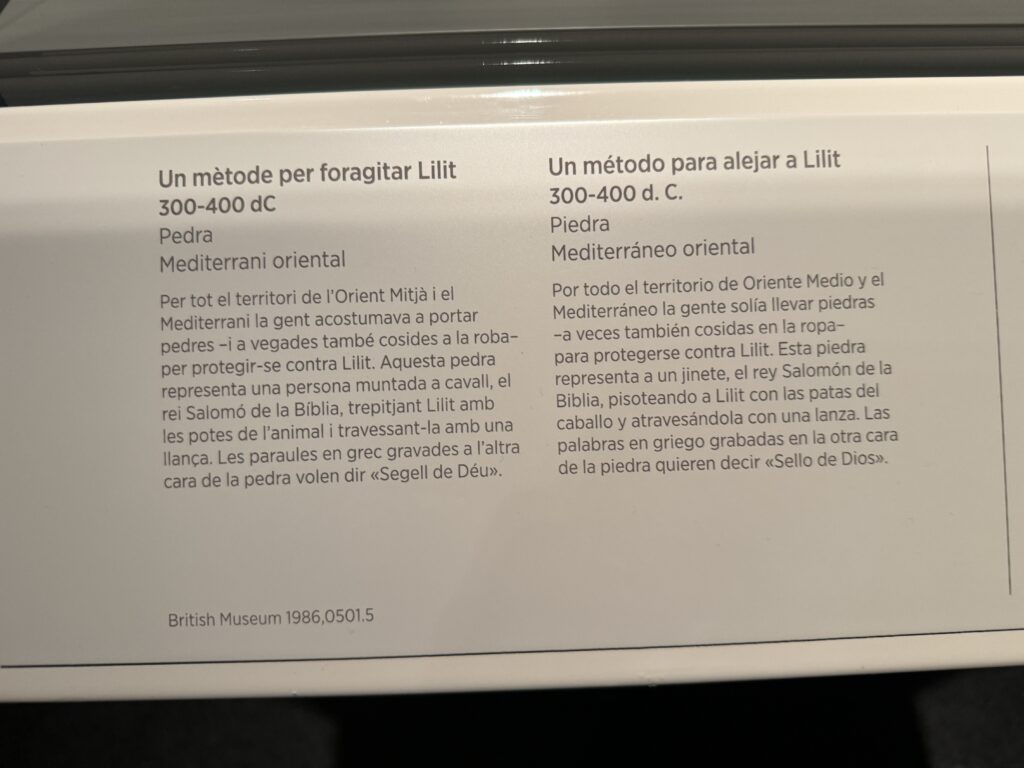 Un mètode per foragitar Lilit
300-400 dC
Pedra
Mediterrani oriental
Per tot el territori de l'Orient Mitjà i el
Mediterrani la gent acostumava a portar
pedres –i a vegades també cosides a la roba–
per protegir-se contra Lilit. Aquesta pedra
representa una persona muntada a cavall, el
rei Salomó de la Bíblia, trepitjant Lilit amb
les potes de l'animal i travessant-la amb una
llança. Les paraules en grec gravades a l'altra
cara de la pedra volen dir «Segell de Déu».
British Museum 1986,0501.5
Un método para alejar a Lilit
300-400 d. C.
Piedra
Mediterráneo oriental
Por todo el territorio de Oriente Medio y el
Mediterráneo la gente solía llevar piedras
–a veces también cosidas en la ropa–
para protegerse contra Lilit. Esta piedra
representa a un jinete, el rey Salomón de la
Biblia, pisoteando a Lilit con las patas del
caballo y atravesándola con una lanza. Las
palabras en griego grabadas en la otra cara
de la piedra quieren decir «Sello de Dios».